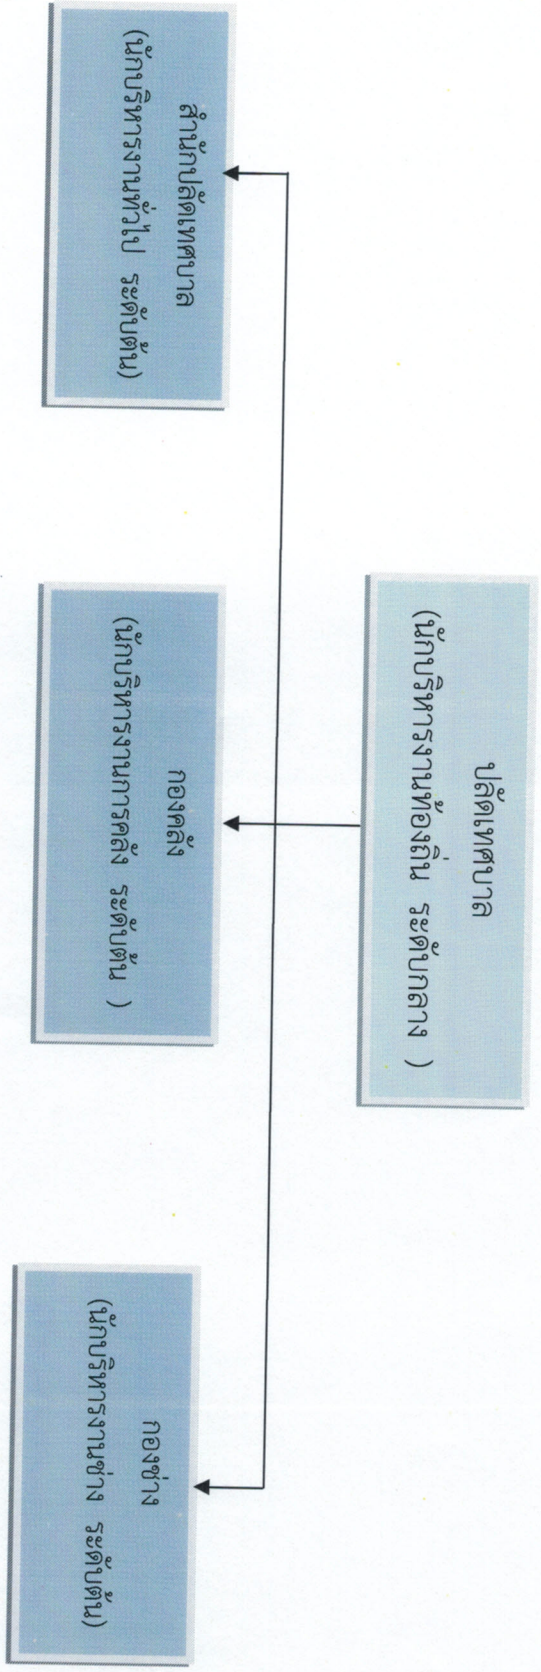 ปลัดเทศบาล
(นักบริหารงานท้องถิ่น ระดับกลาง )
สำนักปลัดเทศบาล
(นักบริหารงานทั่วไป ระดับต้น)
กองคลัง
(นักบริหารงานการคลัง ระดับต้น )
กองช่าง
(นักบริหารงานช่าง ระดับต้น)